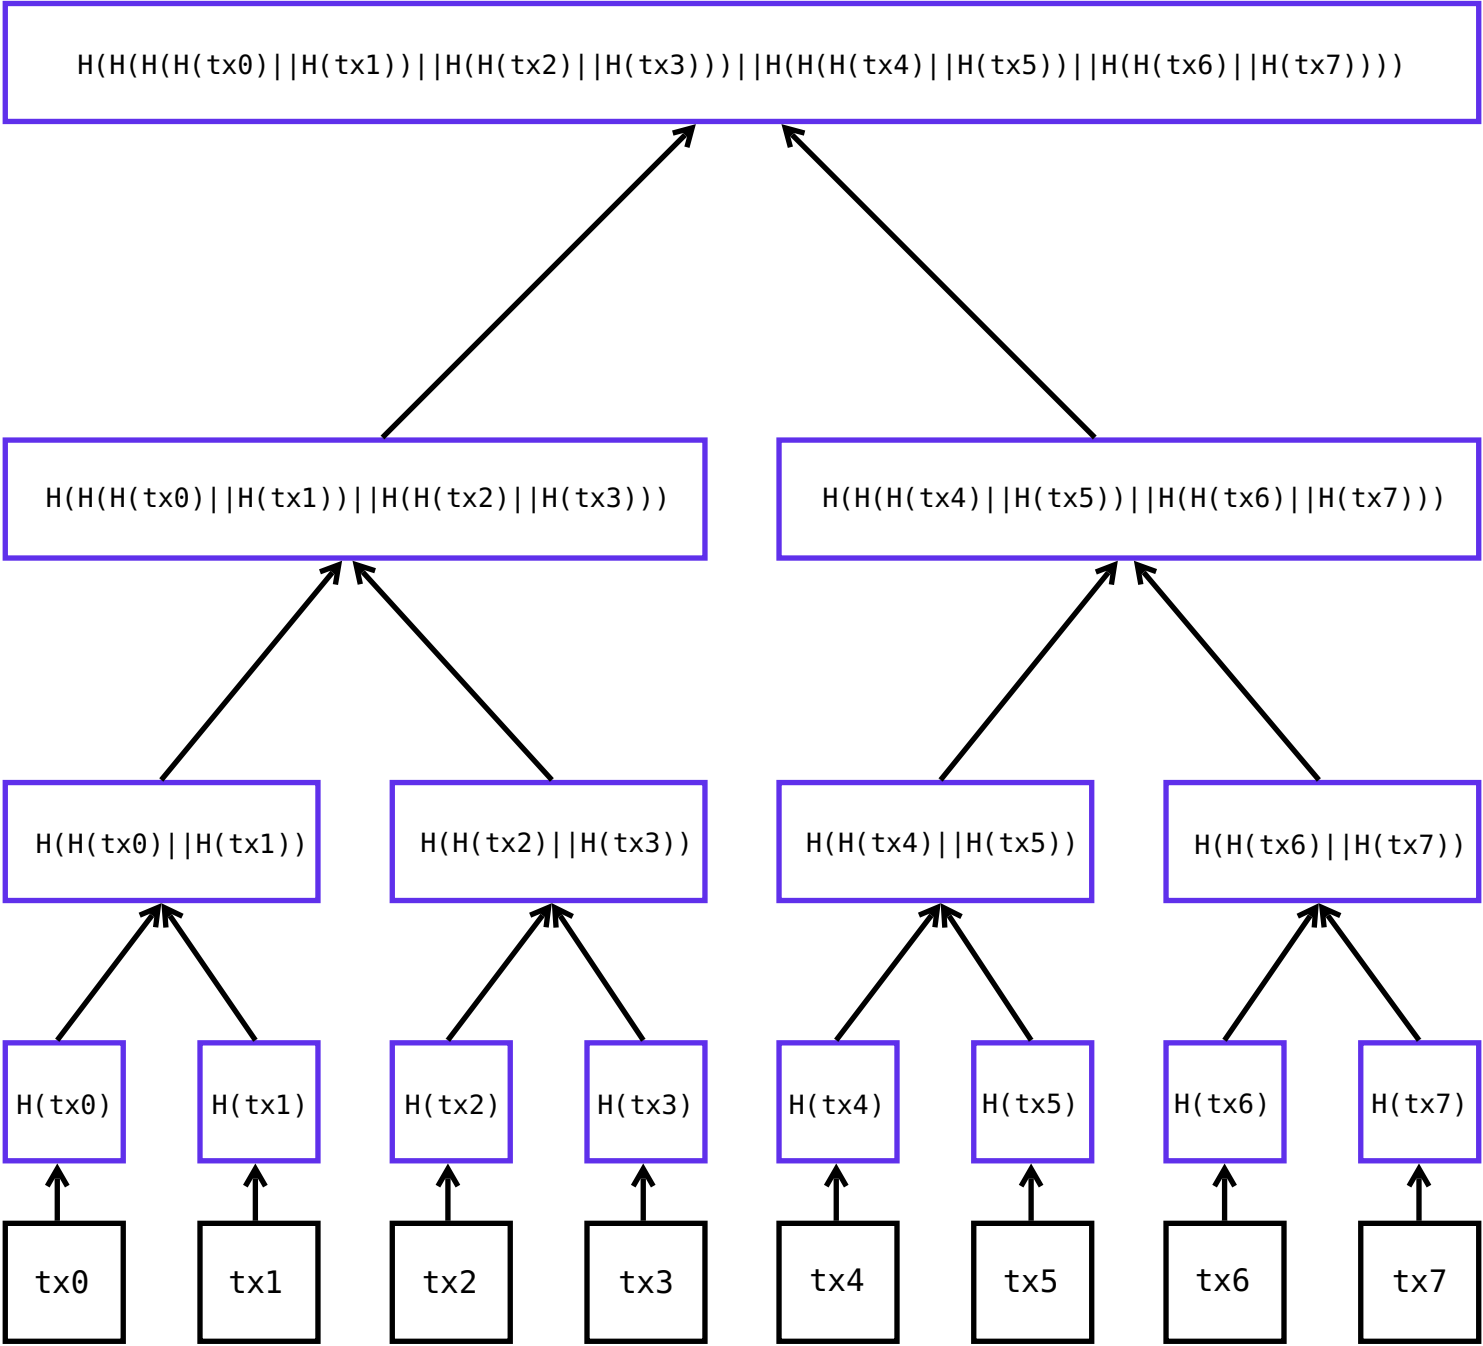 H(H(H(H(tx0)||H(tx1))||H(H(tx2)||H(tx3)))||H(H(H(tx4)||H(tx5))||H(H(tx6)||H(tx7))))
H(H(H(tx0)||H(tx1))||H(H(tx2)||H(tx3)))
H(H(H(tx4)||H(tx5))||H(H(tx6)||H(tx7)))
H(H(tx0)||H(tx1))
H(H(tx2)||H(tx3))
H(H(tx4)||H(tx5))
H(H(tx6)||H(tx7))
H(tx0)
H(tx1)
H(tx2)
H(tx3)
H(tx4)
H(tx5)
H(tx6)
H(tx7)
tx0
tx1
tx2
tx3
tx4
tx5
tx6
tx7